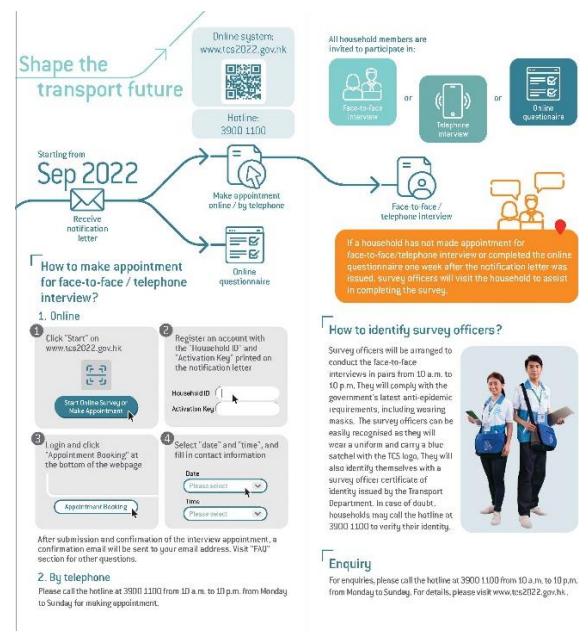 Shape the
transport future
Online system:
www.tcs2022.gov.hk
Hotline:
3900 1100
Starting from
Sep 2022
Receive
notification
letter
Make appointment
online / by telephone
Online
questionaire
How to make appointment
for face-to-face / telephone
interview?
1. Online
1
Click "Start" on
www.tcs2022.gov.hk
Start Online Survey or
Make Appointment
2
Register an account with
the "Household ID" and
"Activation Key" printed on
the notification letter
Household ID
Activation Key
3
Login and click
"Appointment Booking" at
the bottom of the webpage
Appointment Booking
4
Select "date" and "time", and
fill in contact information
Date
Please select
Time
Please select
After submission and confirmation of the interview appointment, a
confirmation email will be sent to your email address. Visit "FAQ"
section for other questions.
2. By telephone
Please call the hotline at 3900 1100 from 10 a.m. to 10 p.m. from Monday
to Sunday for making appointment.
All household members are
invited to participate in:
Face-to-face
interview
or
Telephone
interview
or
Online
questionaire
Face-to-face /
telephone interview
If a household has not made appointment for
face-to-face/telephone interview or completed the online
questionnaire one week after the notification letter was
issued, survey officers will visit the household to assist
in completing the survey.
How to identify survey officers?
Survey officers will be arranged to
conduct the face-to-face
interviews in pairs from 10 a.m. to
10 p.m. They will comply with the
government's latest anti-epidemic
requirements, including wearing
masks. The survey officers can be
easily recognised as they will
wear a uniform and carry a blue
satchel with the TCS logo. They will
also identify themselves with a
survey officer certificate of
identity issued by the Transport
Department. In case of doubt,
households may call the hotline at
3900 1100 to verify their identity.
Enquiry
For enquiries, please call the hotline at 3900 1100 from 10 a.m. to 10 p.m.
from Monday to Sunday. For details, please visit www.tcs2022.gov.hk.